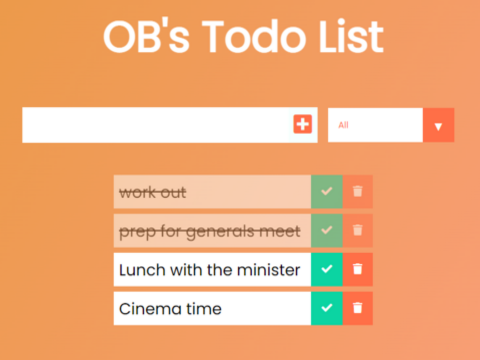 OB's Todo List
All
work out
prep for generals meet
Lunch with the minister
Cinema time